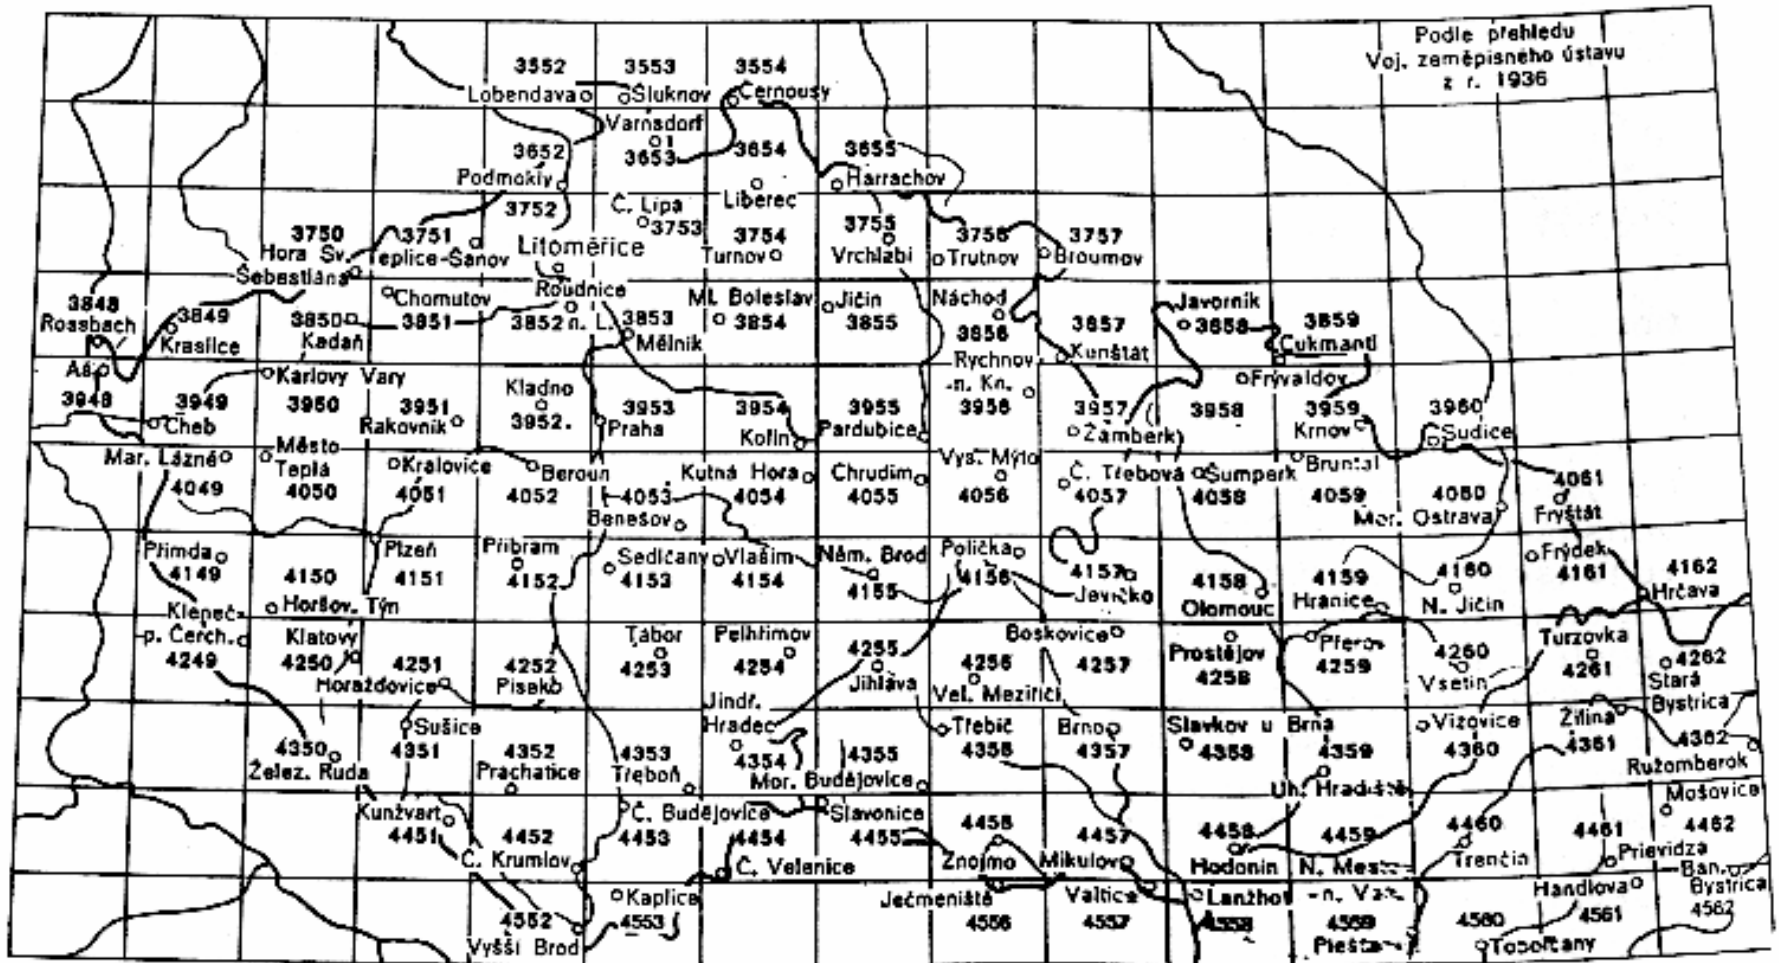 Podle přehledu
Voj. zeměpisného ústavu
z r. 1936
3552 3553 3554
Lobendava Šluknov Černousy
Varnsdorf
3652 3653 3654 3655
Podmokly Liberec Harrachov
3752 Č. Lípa
3753
3750 3751 Litoměřice 3754 3755 3756 3757
Hora Sv. Teplice-Šanov Turnov Vrchlabí Trutnov Broumov
Šebestiána
Chomutov Roudnice Ml. Boleslav Jičín Náchod Javorník
3848 3849 3850 3851 3852 n. L. 3853 3854 3855 3856 3857 3858 3859
Rossbach Kraslice Kadaň Mělník Rychnov Kunštát Cukmantl
Aš Karlovy Vary Kladno -n. Kn. Frývaldov
3948 3949 3950 3951 3952. 3953 3954 3955 3956 3957 3958 3959 3960
Cheb Rakovník Praha Kolín Pardubice Žamberk Krnov Sudice
Mar. Lázně Město Kralovice Beroun Kutná Hora Chrudim Vys. Mýto Č. Třebová Šumperk Bruntál
Teplá
4049 4050 4051 4052 4053 4054 4055 4056 4057 4058 4059 4060 4061
Benešov Mor. Ostrava Fryštát
Přimda Plzeň Příbram Sedlčany Vlašim Něm. Brod Polička Frýdek
4149 4150 4151 4152 4153 4154 4155 4156 4157 4158 4159 4160 4161 4162
Jevíčko Olomouc Hranice N. Jičín Hrčava
Kleneč- Horšov. Týn
p. Čerch. Klatovy Tábor Pelhřimov Boskovice Prostějov Přerov Turzovka
4249 4250 4251 4252 4253 4254 4255 4256 4257 4258 4259 4260 4261 4262
Horažďovice Písek Jihlava Vel. Meziříčí Vsetín Stará
Bystrica
Jindř.
Hradec
Sušice Třebíč Brno Slavkov u Brna Vizovice Žilina
4350 4351 4352 4353 4354 4355 4356 4357 4358 4359 4360 4361 4362
Želez. Ruda Prachatice Třeboň Mor. Budějovice Uh. Hradiště Ružomberok
Kunžvart Č. Budějovice Slavonice Mošovice
4451 4452 4453 4454 4455 4456 4457 4458 4459 4460 4461 4462
Č. Krumlov Č. Velenice Znojmo Mikulov Hodonín N. Mesto Trenčín Prievidza Ban.
Bystrica
Kaplice Ječmeniště Valtice Lanžhot -n. Handlova
4552 4553 4556 4557 4558 4559 4560 4561 4562
Vyšší Brod Topoľčany